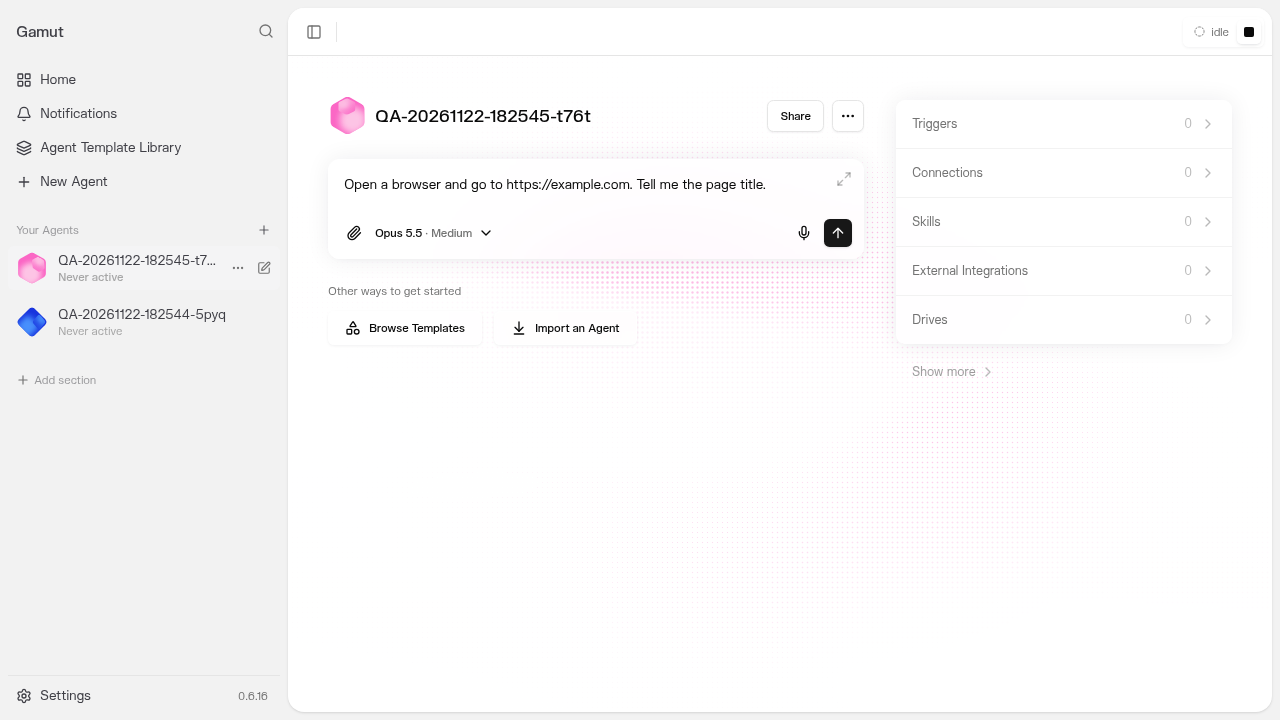 Gamut
Home
Notifications
Agent Template Library
New Agent
Your Agents
QA-20261122-182545-t7...
Never active
QA-20261122-182544-5pyq
Never active
Add section
Settings
0.6.16
idle
QA-20261122-182545-t76t
Share
Open a browser and go to https://example.com. Tell me the page title.
Opus 5.5 · Medium
Other ways to get started
Browse Templates
Import an Agent
Triggers 0
Connections 0
Skills 0
External Integrations 0
Drives 0
Show more